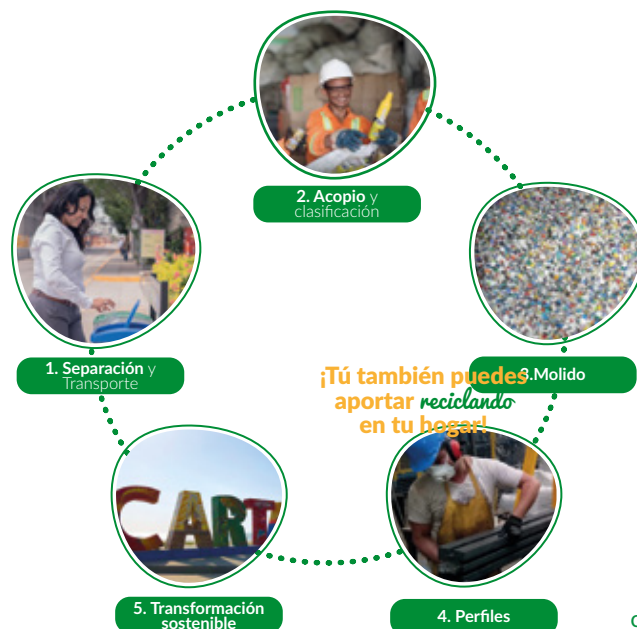 2. Acopio y
clasificación
1. Separación y
Transporte
3.Molido
¡Tú también puedes
aportar reciclando
en tu hogar!
CART
5. Transformación
sostenible
4. Perfiles